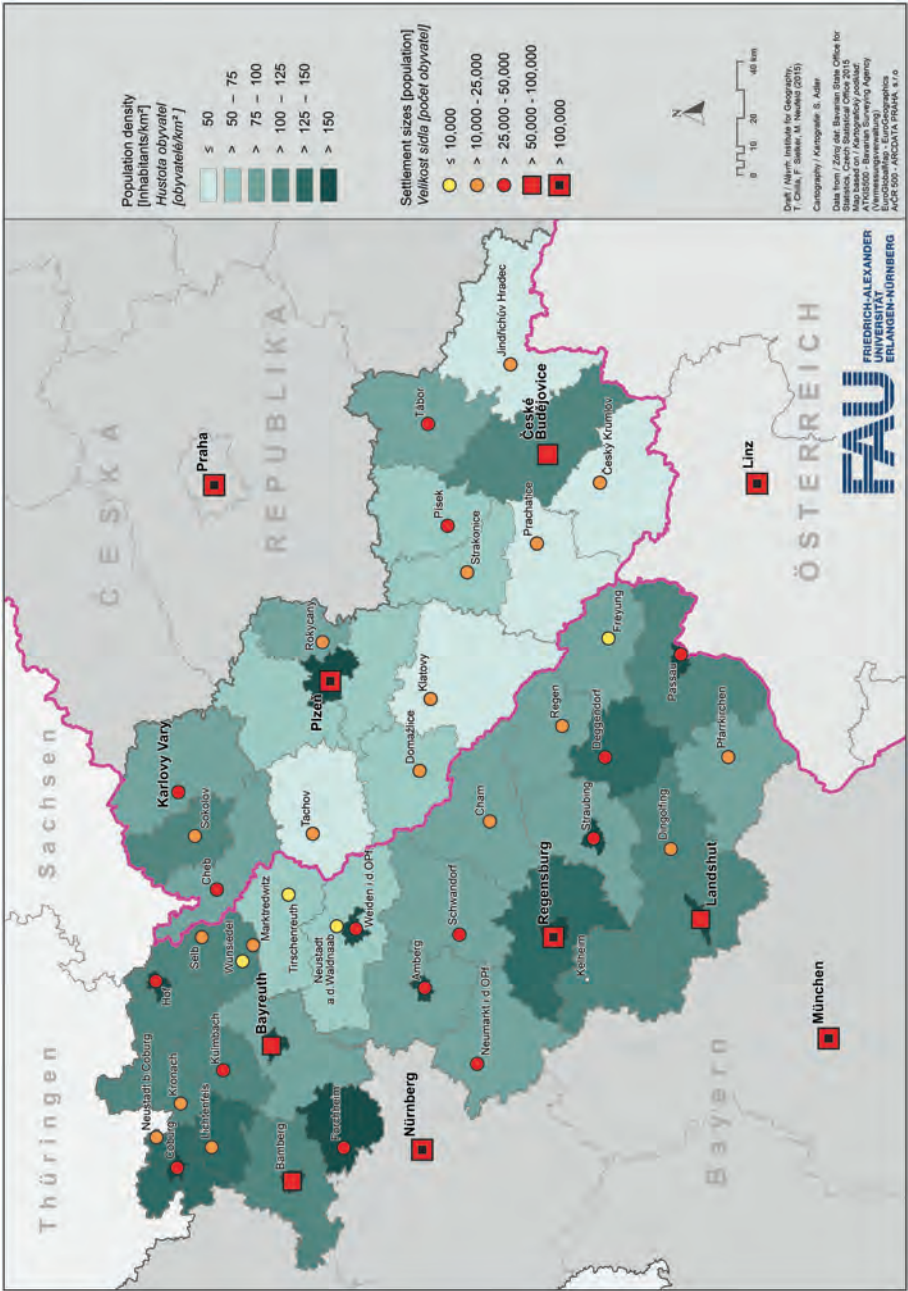 Population density
[Inhabitants/km²]
Hustota obyvatel
[obyvatelé/km²]
≤ 50
> 50 – 75
> 75 – 100
> 100 – 125
> 125 – 150
> 150
Settlement sizes [population]
Velikost sídla [počet obyvatel]
≤ 10,000
> 10,000 - 25,000
> 25,000 - 50,000
> 50,000 - 100,000
> 100,000
N
0 10 20 40 km
Draft / Návrh: Institute for Geography,
T. Chilla, F. Sielker, M. Neufeld (2015)
Cartography / Kartografie: S. Adler
Data from / Zdroj dat: Bavarian State Office for
Statistics, Czech Statistical Office 2015
Map based on / Kartografický podklad:
ATKIS500 - Bavarian Surveying Agency
(Vermessungsverwaltung)
EuroGlobalMap - EuroGeographics
ArČR 500 - ARCDATA PRAHA, s.r.o
Thüringen
Sachsen
ČESKÁ
REPUBLIKA
Bayern
ÖSTERREICH
Praha
Neustadt b Coburg
Coburg
Kronach
Lichtenfels
Kulmbach
Hof
Selb
Wunsiedel
Marktredwitz
Cheb
Sokolov
Karlovy Vary
Bamberg
Forchheim
Bayreuth
Tirschenreuth
Neustadt
a.d.Waldnaab
Weiden i d OPf
Tachov
Plzeň
Rokycany
Nürnberg
Amberg
Neumarkt i d OPf
Schwandorf
Cham
Domažlice
Klatovy
Strakonice
Písek
Tábor
Jindřichův Hradec
České
Budějovice
Český Krumlov
Prachatice
Regensburg
Kelheim
Straubing
Deggendorf
Regen
Freyung
Passau
Landshut
Dingolfing
Pfarrkirchen
München
Linz
FAU
FRIEDRICH-ALEXANDER
UNIVERSITÄT
ERLANGEN-NÜRNBERG